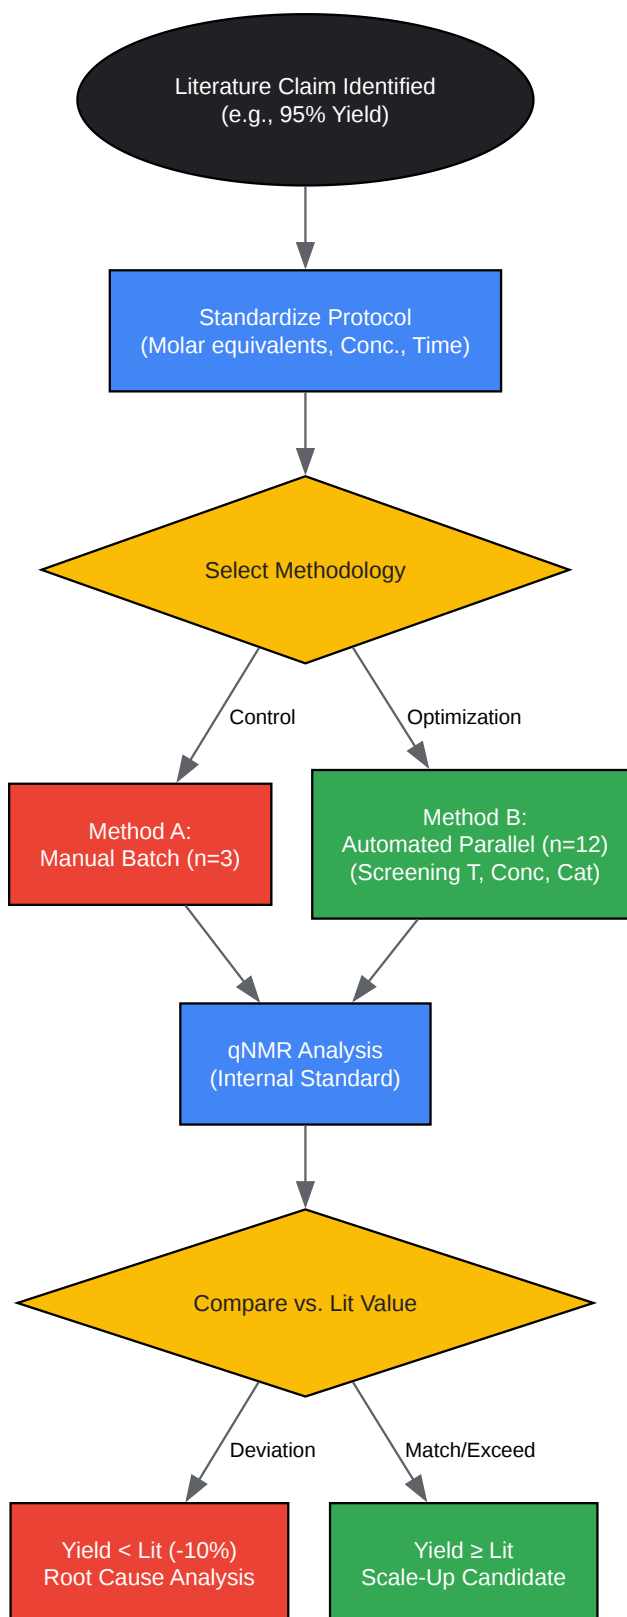 Literature Claim Identified
(e.g., 95% Yield)
Standardize Protocol
(Molar equivalents, Conc., Time)
Select Methodology
Control
Optimization
Method A:
Manual Batch (n=3)
Method B:
Automated Parallel (n=12)
(Screening T, Conc, Cat)
qNMR Analysis
(Internal Standard)
Compare vs. Lit Value
Deviation
Match/Exceed
Yield < Lit (-10%)
Root Cause Analysis
Yield ≥ Lit
Scale-Up Candidate